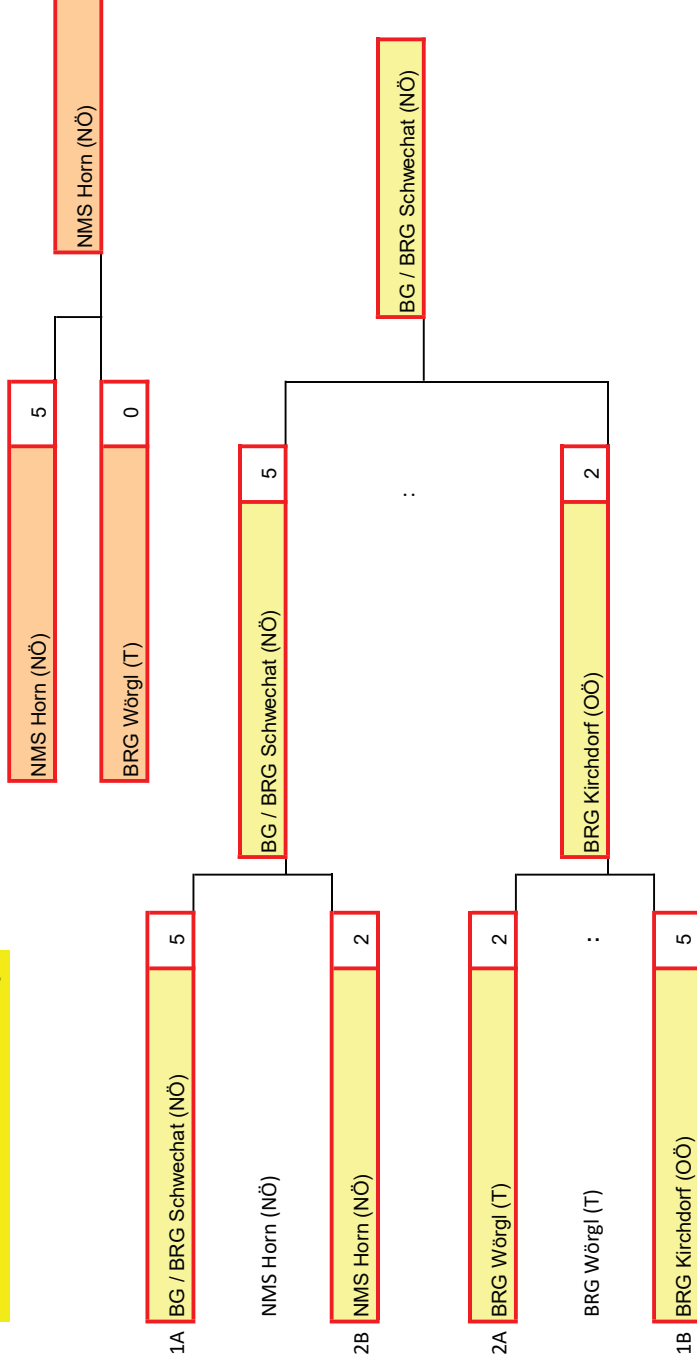 NMS Horn (NÖ) 5
NMS Horn (NÖ)
BRG Wörgl (T) 0
1A BG / BRG Schwechat (NÖ) 5
NMS Horn (NÖ)
BG / BRG Schwechat (NÖ) 5
2B NMS Horn (NÖ) 2
:
BG / BRG Schwechat (NÖ)
2A BRG Wörgl (T) 2
BRG Wörgl (T) :
BRG Kirchdorf (OÖ) 2
1B BRG Kirchdorf (OÖ) 5